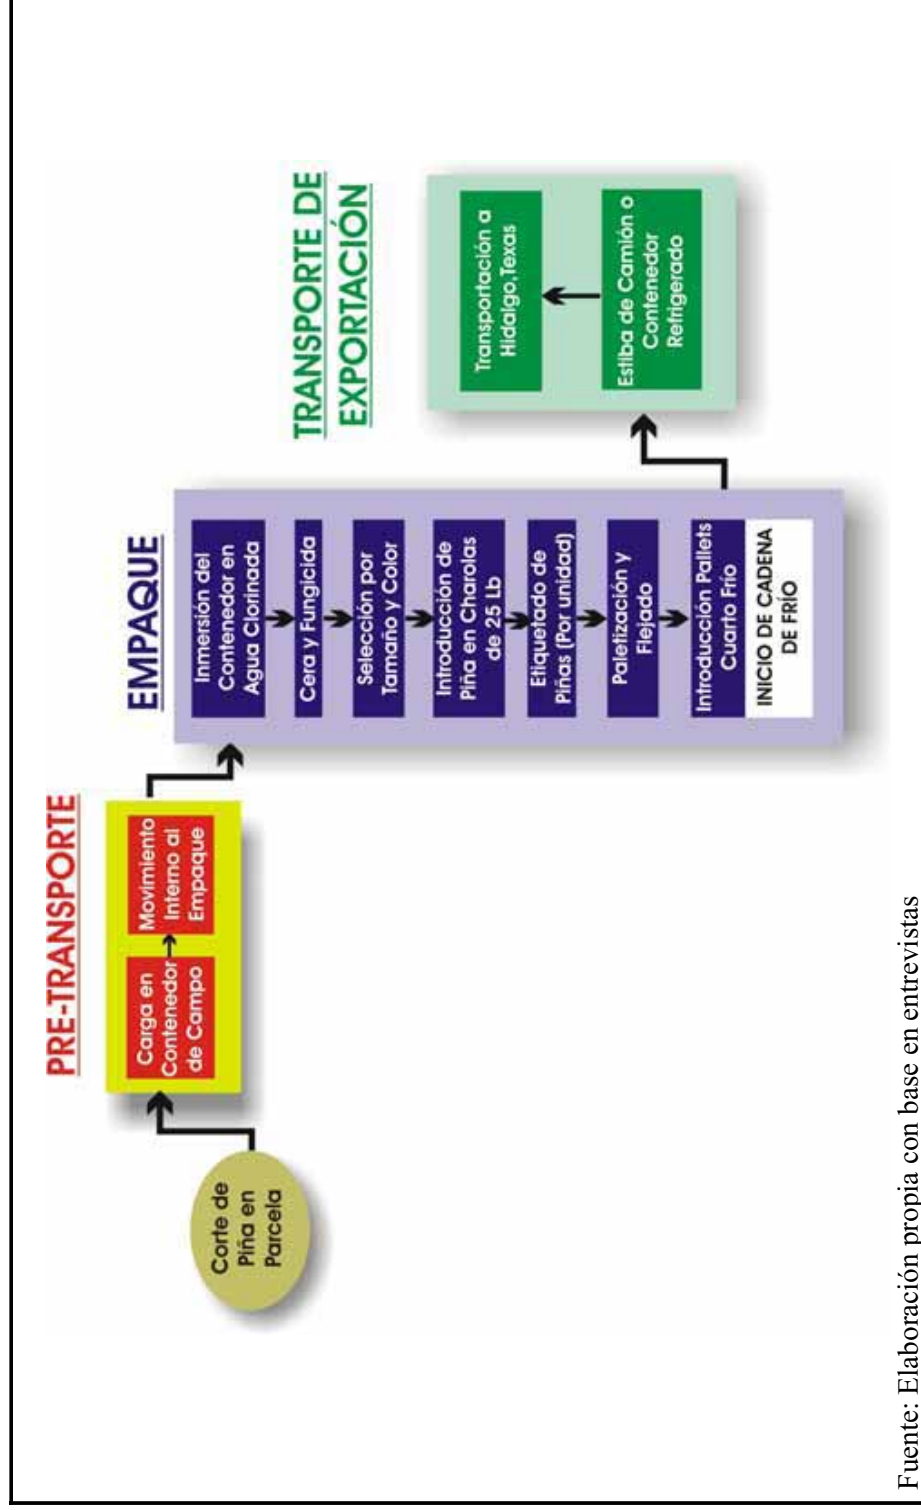 Corte de
Piña en
Parcela
PRE-TRANSPORTE
Carga en
Contenedor
de Campo
Movimiento
Interno al
Empaque
EMPAQUE
Inmersión del
Contenedor en
Agua Clorinada
Cera y Fungicida
Selección por
Tamaño y Color
Introducción de
Piña en Charolas
de 25 Lb
Etiquetado de
Piñas (Por unidad)
Paletización y
Flejado
Introducción Pallets
Cuarto Frío
INICIO DE CADENA
DE FRÍO
TRANSPORTE DE
EXPORTACIÓN
Transportación a
Hidalgo,Texas
Estiba de Camión o
Contenedor
Refrigerado
Fuente: Elaboración propia con base en entrevistas